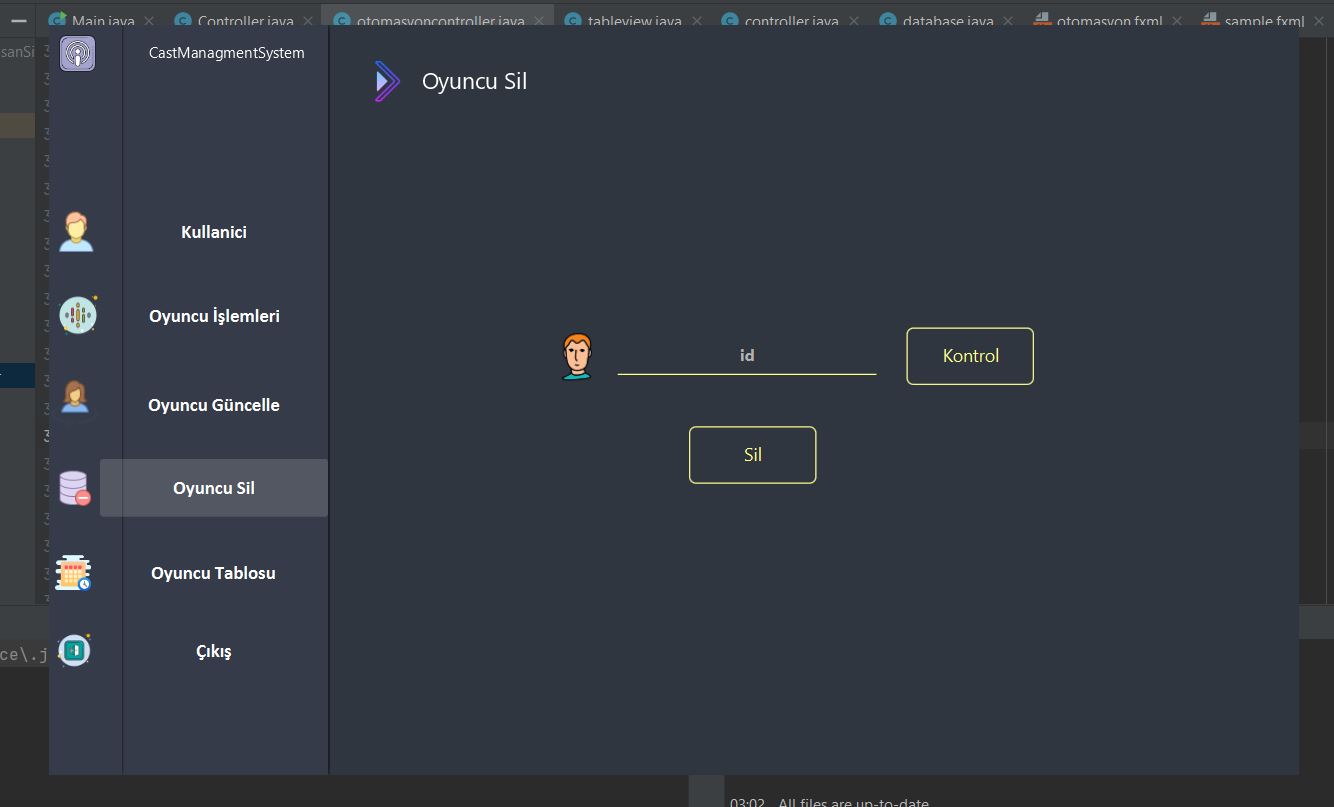 Main.java
Controller.java
otomasyoncontroller.java
tableview.java
controller.java
database.java
otomasyon.fxml
sample.fxml
sanSi
CastManagmentSystem
Oyuncu Sil
Kullanici
Oyuncu İşlemleri
Oyuncu Güncelle
Oyuncu Sil
Oyuncu Tablosu
Çıkış
id
Kontrol
Sil
ce\.j
03:02 All files are up-to-date